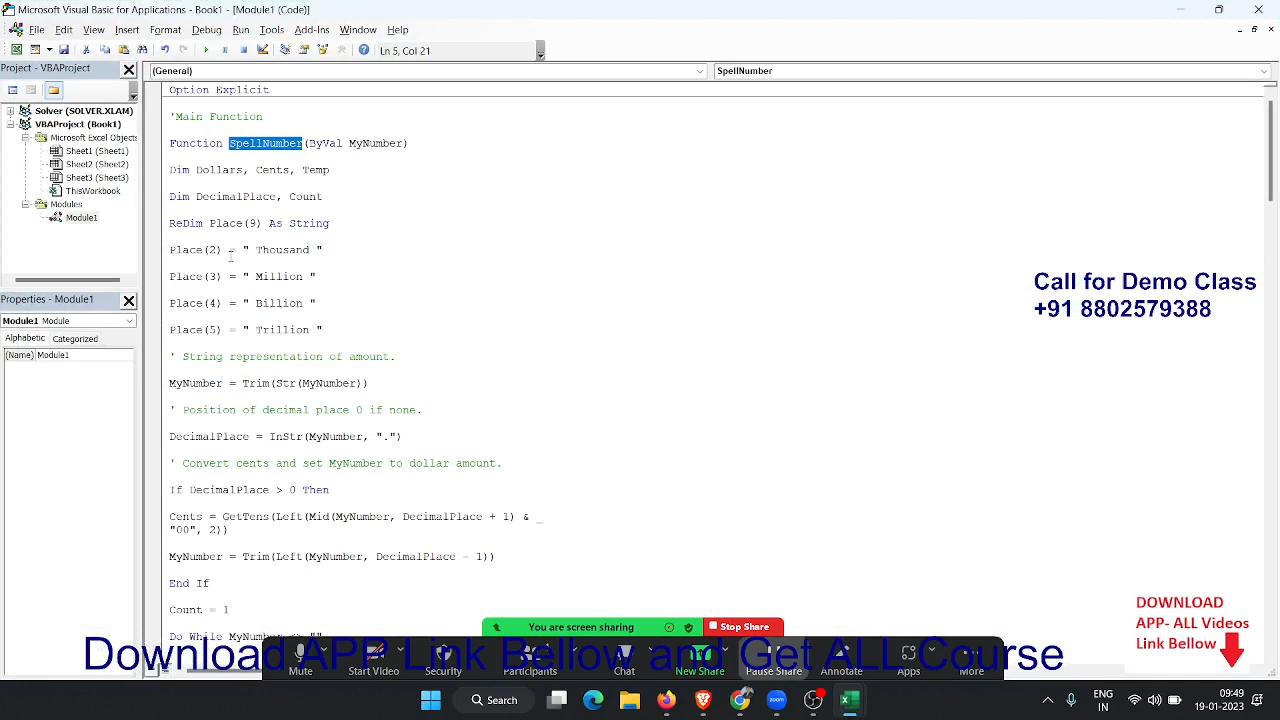 Microsoft Visual Basic for Applications - Book1 - [Module1 (Code)]
File Edit View Insert Format Debug Run Tools Add-Ins Window Help
Ln 5, Col 21
Project - VBAProject
(General)
SpellNumber
Solver (SOLVER.XLAM)
VBAProject (Book1)
Microsoft Excel Objects
Sheet1 (Sheet1)
Sheet2 (Sheet2)
Sheet3 (Sheet3)
ThisWorkbook
Modules
Module1
Properties - Module1
Module1 Module
Alphabetic Categorized
(Name) Module1
Option Explicit
'Main Function
Function SpellNumber(ByVal MyNumber)
Dim Dollars, Cents, Temp
Dim DecimalPlace, Count
ReDim Place(9) As String
Place(2) = " Thousand "
Place(3) = " Million "
Place(4) = " Billion "
Place(5) = " Trillion "
' String representation of amount.
MyNumber = Trim(Str(MyNumber))
' Position of decimal place 0 if none.
DecimalPlace = InStr(MyNumber, ".")
' Convert cents and set MyNumber to dollar amount.
If DecimalPlace > 0 Then
Cents = GetTens(Left(Mid(MyNumber, DecimalPlace + 1) & _
"00", 2))
MyNumber = Trim(Left(MyNumber, DecimalPlace - 1))
End If
Count = 1
Do While MyNumber <> ""
Call for Demo Class
+91 8802579388
DOWNLOAD
APP- ALL Videos
Link Bellow
You are screen sharing
Stop Share
Download APP Link Bellow and Get ALL Course
Mute Start Video Security Participants Chat New Share Pause Share Annotate Apps More
Search
zoom
ENG
IN
09:49
19-01-2023